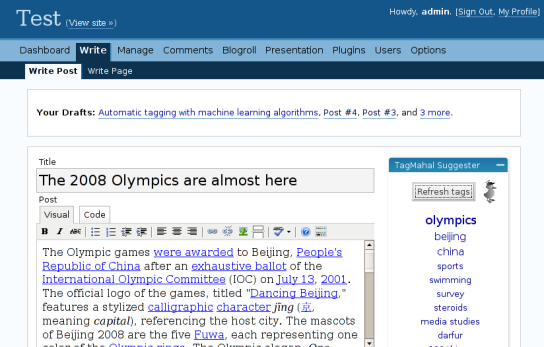 Test (View site »)
Howdy, admin. [Sign Out, My Profile]
Dashboard Write Manage Comments Blogroll Presentation Plugins Users Options
Write Post Write Page
Your Drafts: Automatic tagging with machine learning algorithms, Post #4, Post #3, and 3 more.
Title
The 2008 Olympics are almost here
Post
Visual Code
B I ABC
The Olympic games were awarded to Beijing, People's
Republic of China after an exhaustive ballot of the
International Olympic Committee (IOC) on July 13, 2001.
The official logo of the games, titled "Dancing Beijing,"
features a stylized calligraphic character jīng (京,
meaning capital), referencing the host city. The mascots
of Beijing 2008 are the five Fuwa, each representing one
color of the Olympic rings. The Olympic slogan, One
TagMahal Suggester
Refresh tags
olympics
beijing
china
sports
swimming
survey
steroids
media studies
darfur